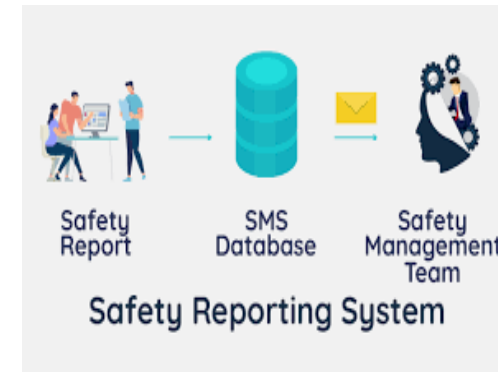 Safety
Report
SMS
Database
Safety
Management
Team
Safety Reporting System